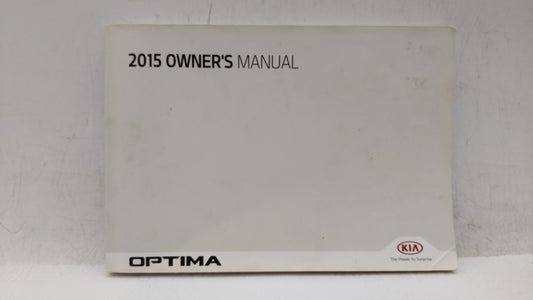 2015 OWNER'S MANUAL
OPTIMA
KIA
The Power to Surprise